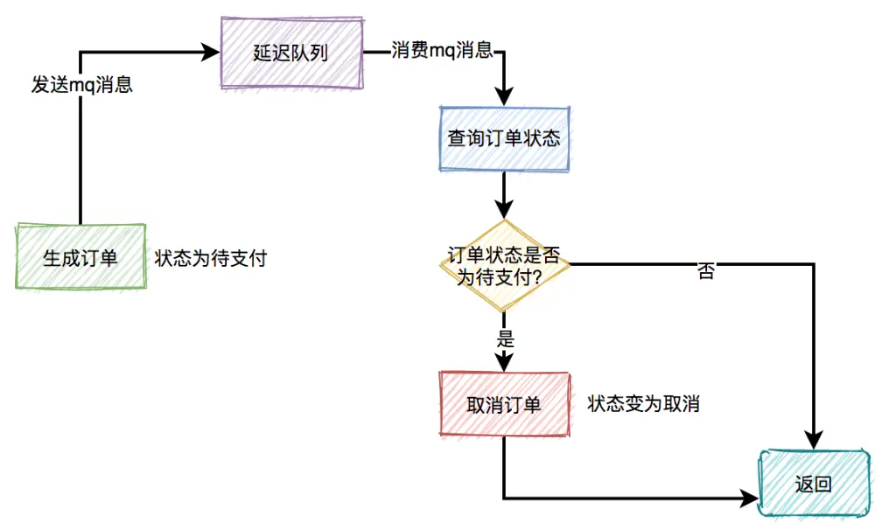 延迟队列
消费mq消息
发送mq消息
查询订单状态
生成订单
状态为待支付
订单状态是否
为待支付?
否
是
取消订单
状态变为取消
返回